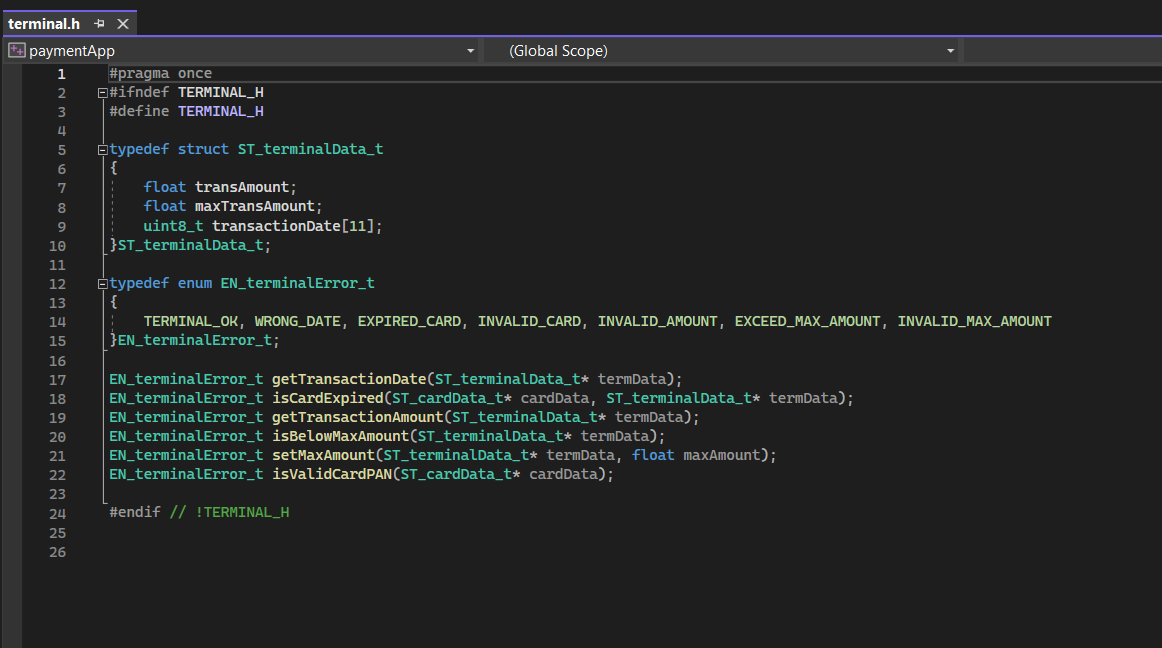 terminal.h
paymentApp (Global Scope)
1 #pragma once
2 #ifndef TERMINAL_H
3 #define TERMINAL_H
4
5 typedef struct ST_terminalData_t
6 {
7 float transAmount;
8 float maxTransAmount;
9 uint8_t transactionDate[11];
10 }ST_terminalData_t;
11
12 typedef enum EN_terminalError_t
13 {
14 TERMINAL_OK, WRONG_DATE, EXPIRED_CARD, INVALID_CARD, INVALID_AMOUNT, EXCEED_MAX_AMOUNT, INVALID_MAX_AMOUNT
15 }EN_terminalError_t;
16
17 EN_terminalError_t getTransactionDate(ST_terminalData_t* termData);
18 EN_terminalError_t isCardExpired(ST_cardData_t* cardData, ST_terminalData_t* termData);
19 EN_terminalError_t getTransactionAmount(ST_terminalData_t* termData);
20 EN_terminalError_t isBelowMaxAmount(ST_terminalData_t* termData);
21 EN_terminalError_t setMaxAmount(ST_terminalData_t* termData, float maxAmount);
22 EN_terminalError_t isValidCardPAN(ST_cardData_t* cardData);
23
24 #endif // !TERMINAL_H
25
26